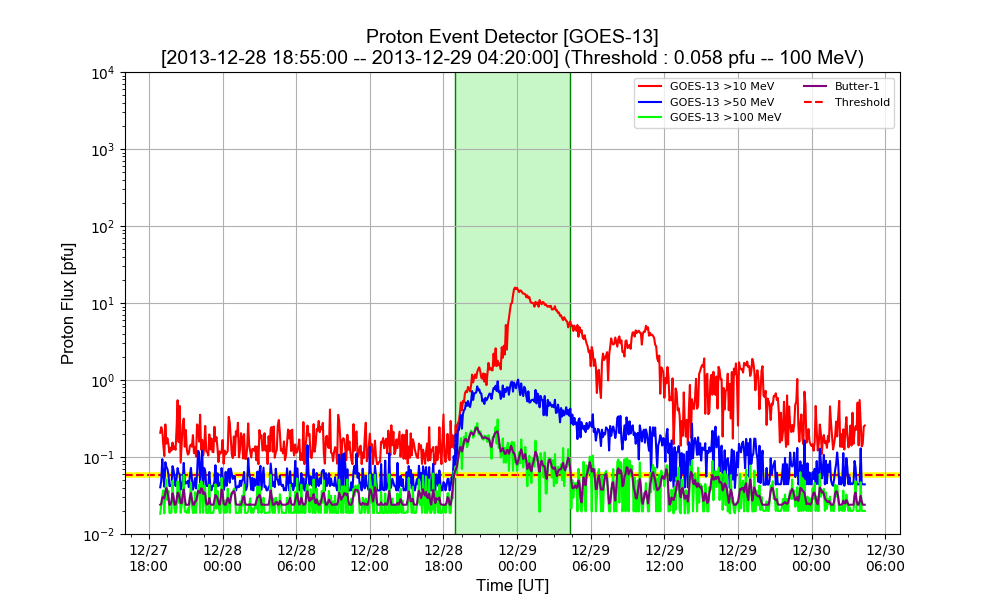 Proton Event Detector [GOES-13]
[2013-12-28 18:55:00 -- 2013-12-29 04:20:00] (Threshold : 0.058 pfu -- 100 MeV)
GOES-13 >10 MeV
GOES-13 >50 MeV
GOES-13 >100 MeV
Butter-1
Threshold
Proton Flux [pfu]
10^4
10^3
10^2
10^1
10^0
10^−1
10^−2
12/27 18:00
12/28 00:00
12/28 06:00
12/28 12:00
12/28 18:00
12/29 00:00
12/29 06:00
12/29 12:00
12/29 18:00
12/30 00:00
12/30 06:00
Time [UT]